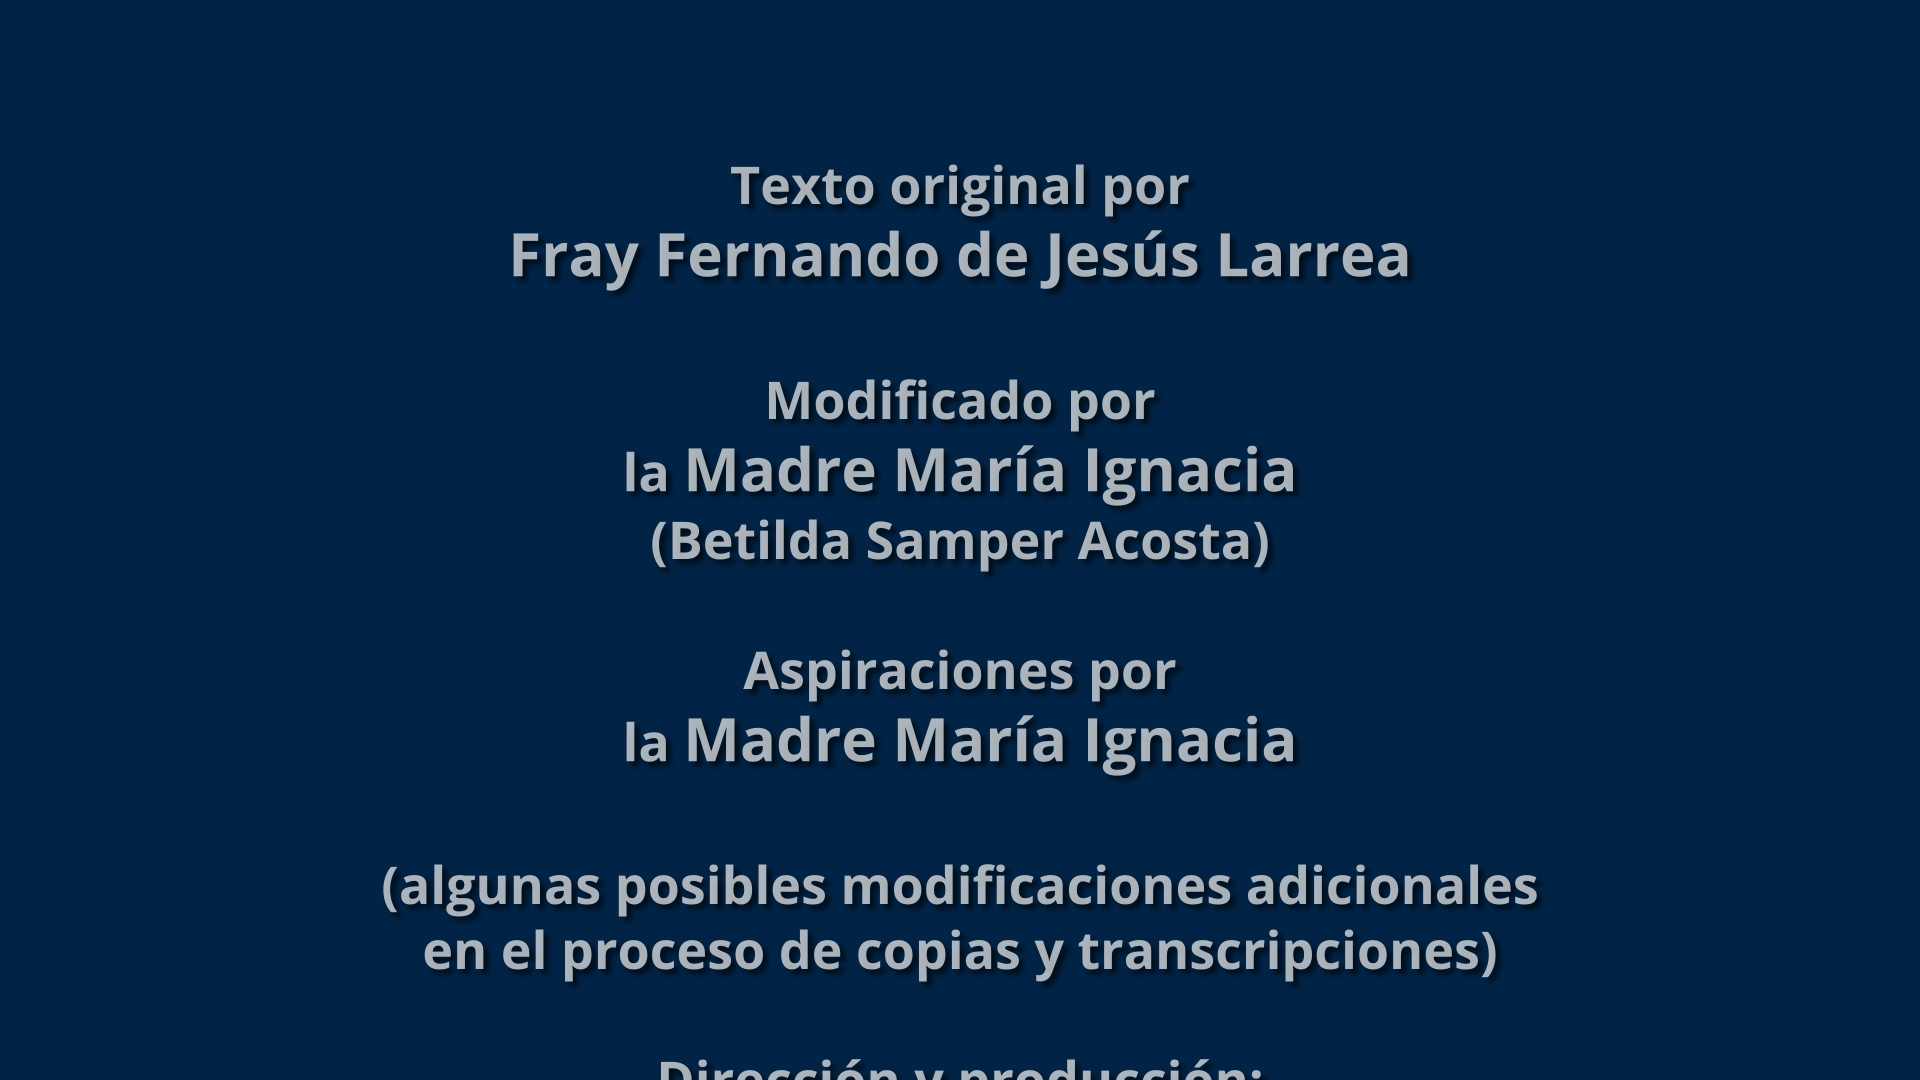 Texto original por
Fray Fernando de Jesús Larrea
Modificado por
la Madre María Ignacia
(Betilda Samper Acosta)
Aspiraciones por
la Madre María Ignacia
(algunas posibles modificaciones adicionales
en el proceso de copias y transcripciones)
Dirección y producción: